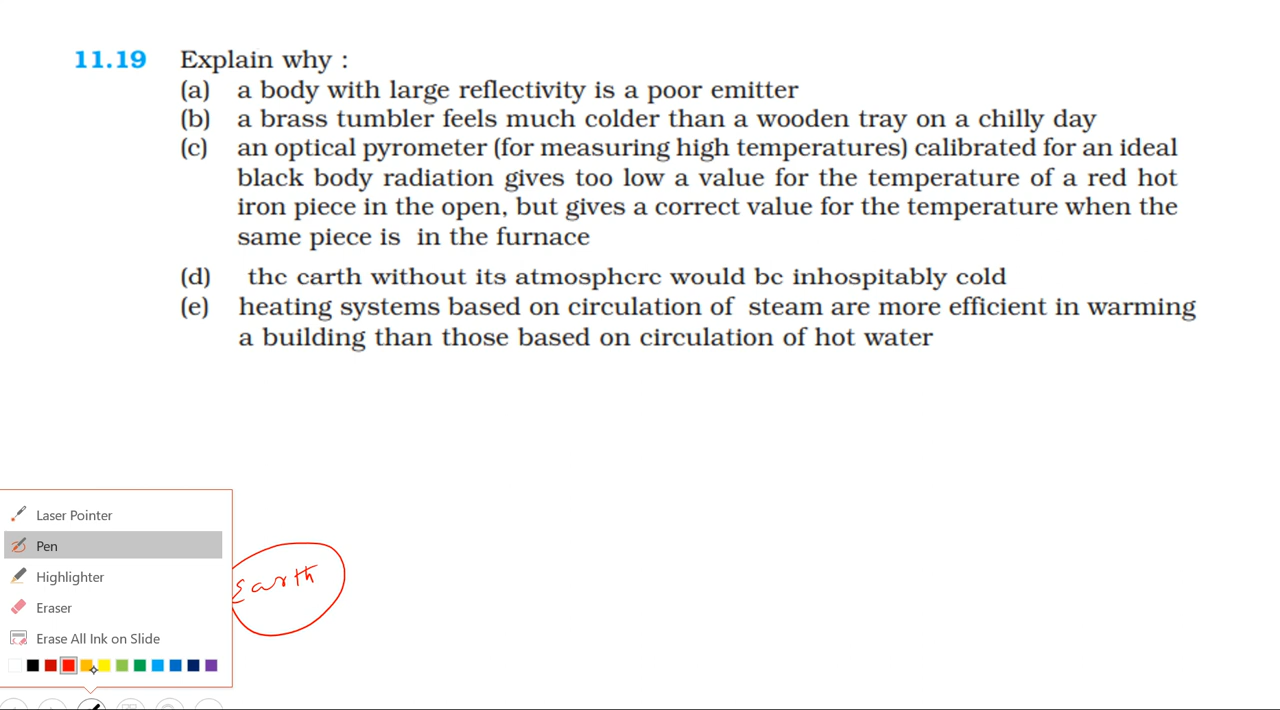 11.19 Explain why :
(a) a body with large reflectivity is a poor emitter
(b) a brass tumbler feels much colder than a wooden tray on a chilly day
(c) an optical pyrometer (for measuring high temperatures) calibrated for an ideal
black body radiation gives too low a value for the temperature of a red hot
iron piece in the open, but gives a correct value for the temperature when the
same piece is in the furnace
(d) the earth without its atmosphere would be inhospitably cold
(e) heating systems based on circulation of steam are more efficient in warming
a building than those based on circulation of hot water
Laser Pointer
Pen
Highlighter
Eraser
Erase All Ink on Slide
Earth